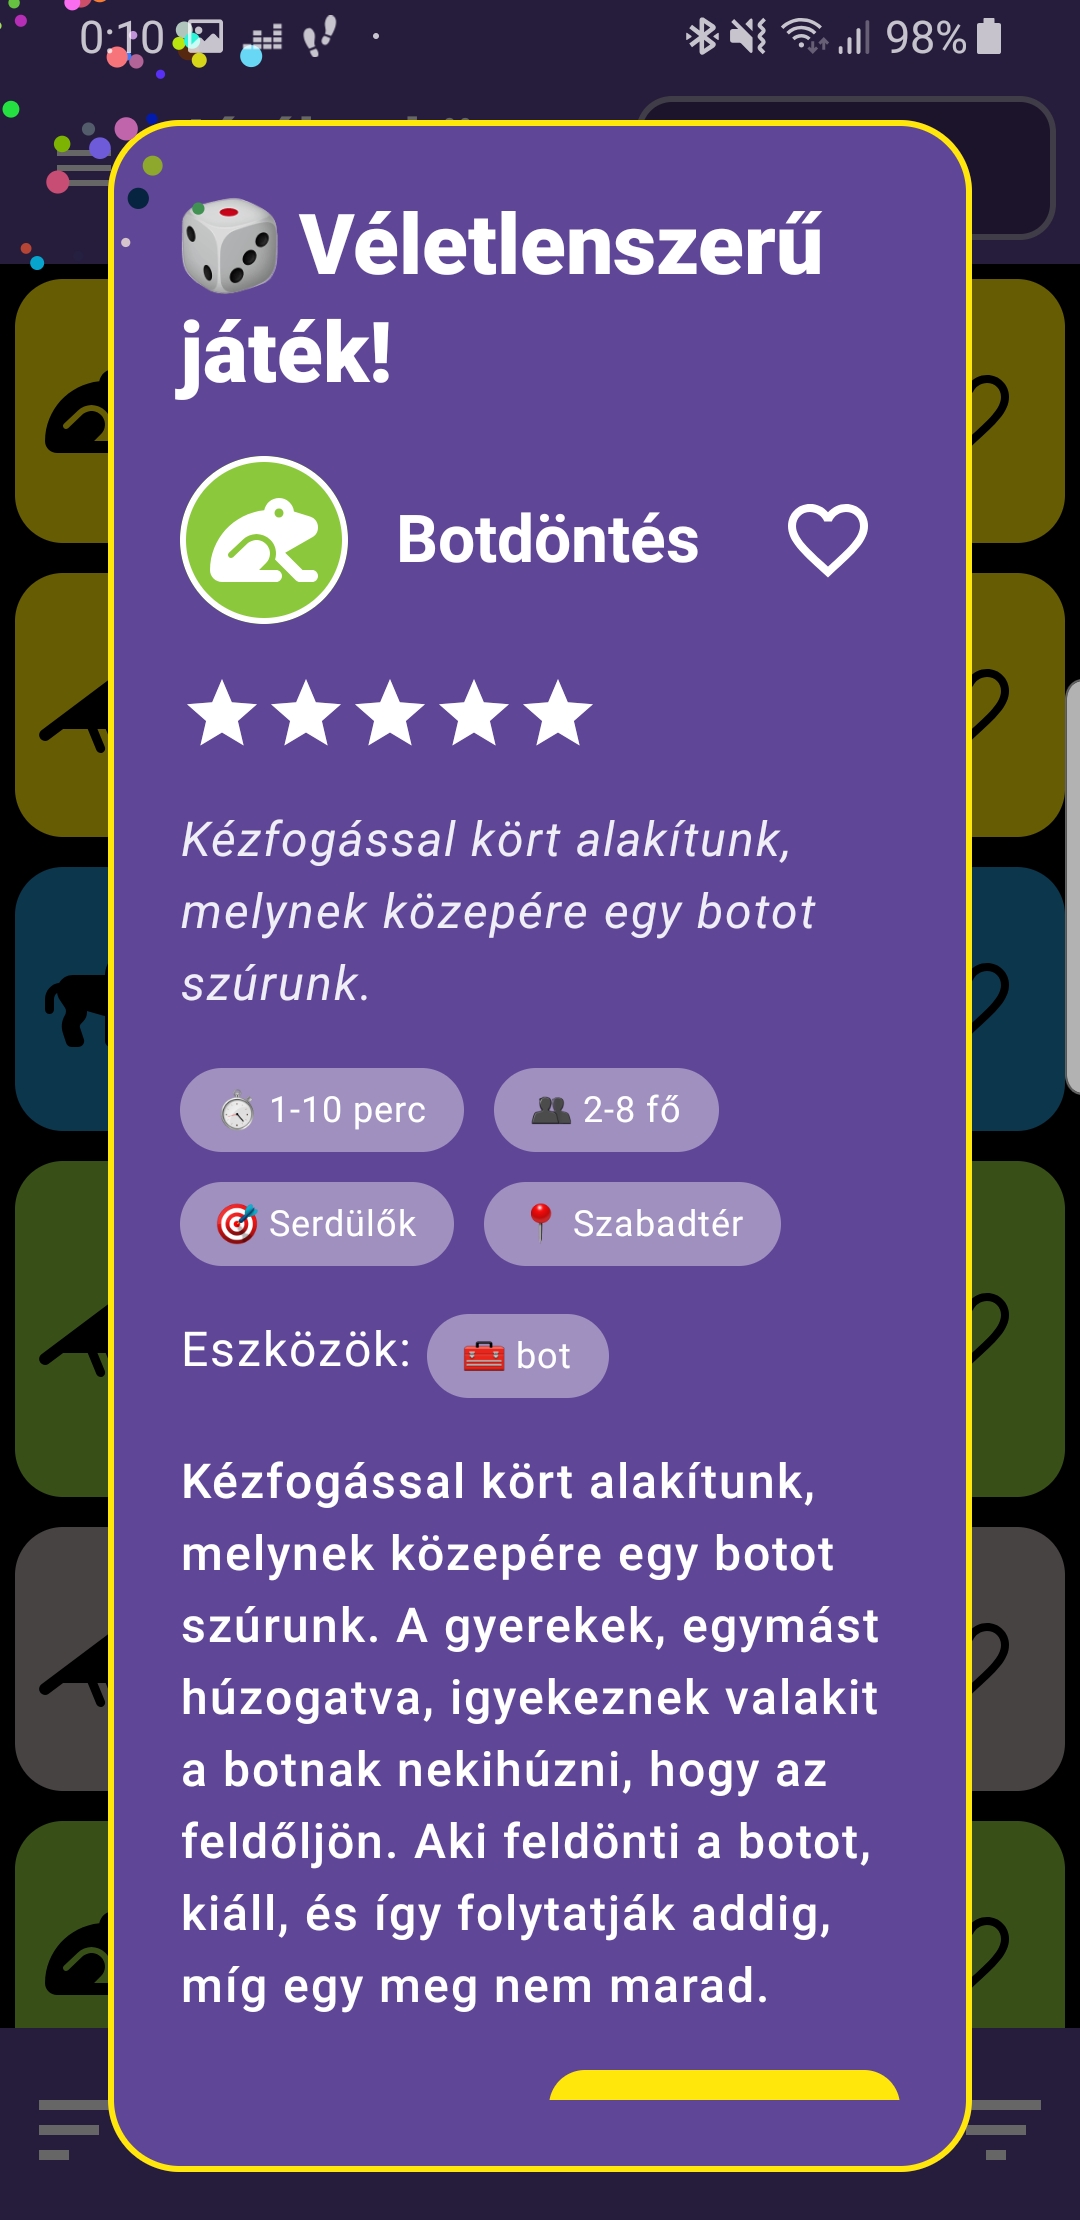 0:10
98%
Véletlenszerű
játék!
Botdöntés
Kézfogással kört alakítunk,
melynek közepére egy botot
szúrunk.
1-10 perc
2-8 fő
Serdülők
Szabadtér
Eszközök:
bot
Kézfogással kört alakítunk,
melynek közepére egy botot
szúrunk. A gyerekek, egymást
húzogatva, igyekeznek valakit
a botnak nekihúzni, hogy az
feldőljön. Aki feldönti a botot,
kiáll, és így folytatják addig,
míg egy meg nem marad.